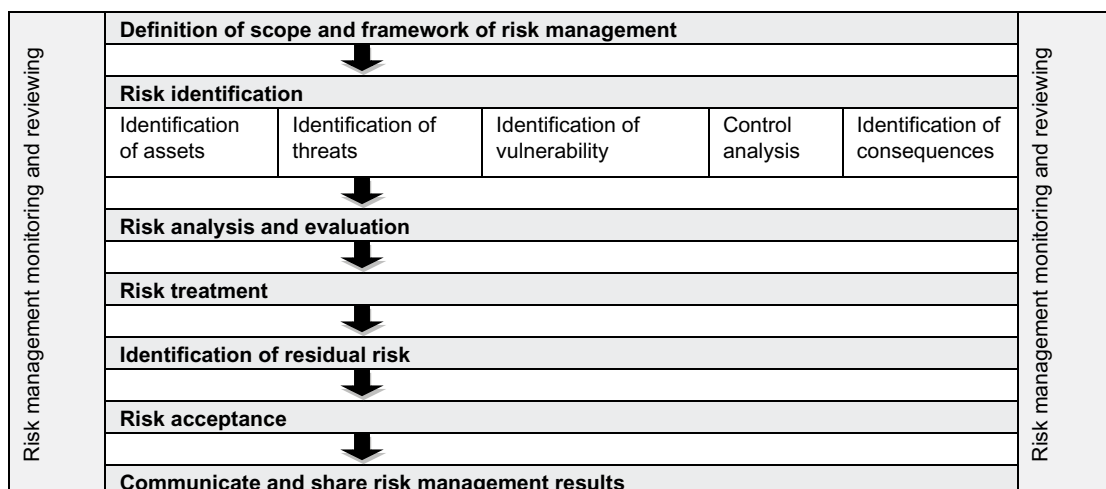 Risk management monitoring and reviewing
Definition of scope and framework of risk management
Risk identification
Identification
of assets
Identification of
threats
Identification of
vulnerability
Control
analysis
Identification of
consequences
Risk analysis and evaluation
Risk treatment
Identification of residual risk
Risk acceptance
Communicate and share risk management results
Risk management monitoring and reviewing